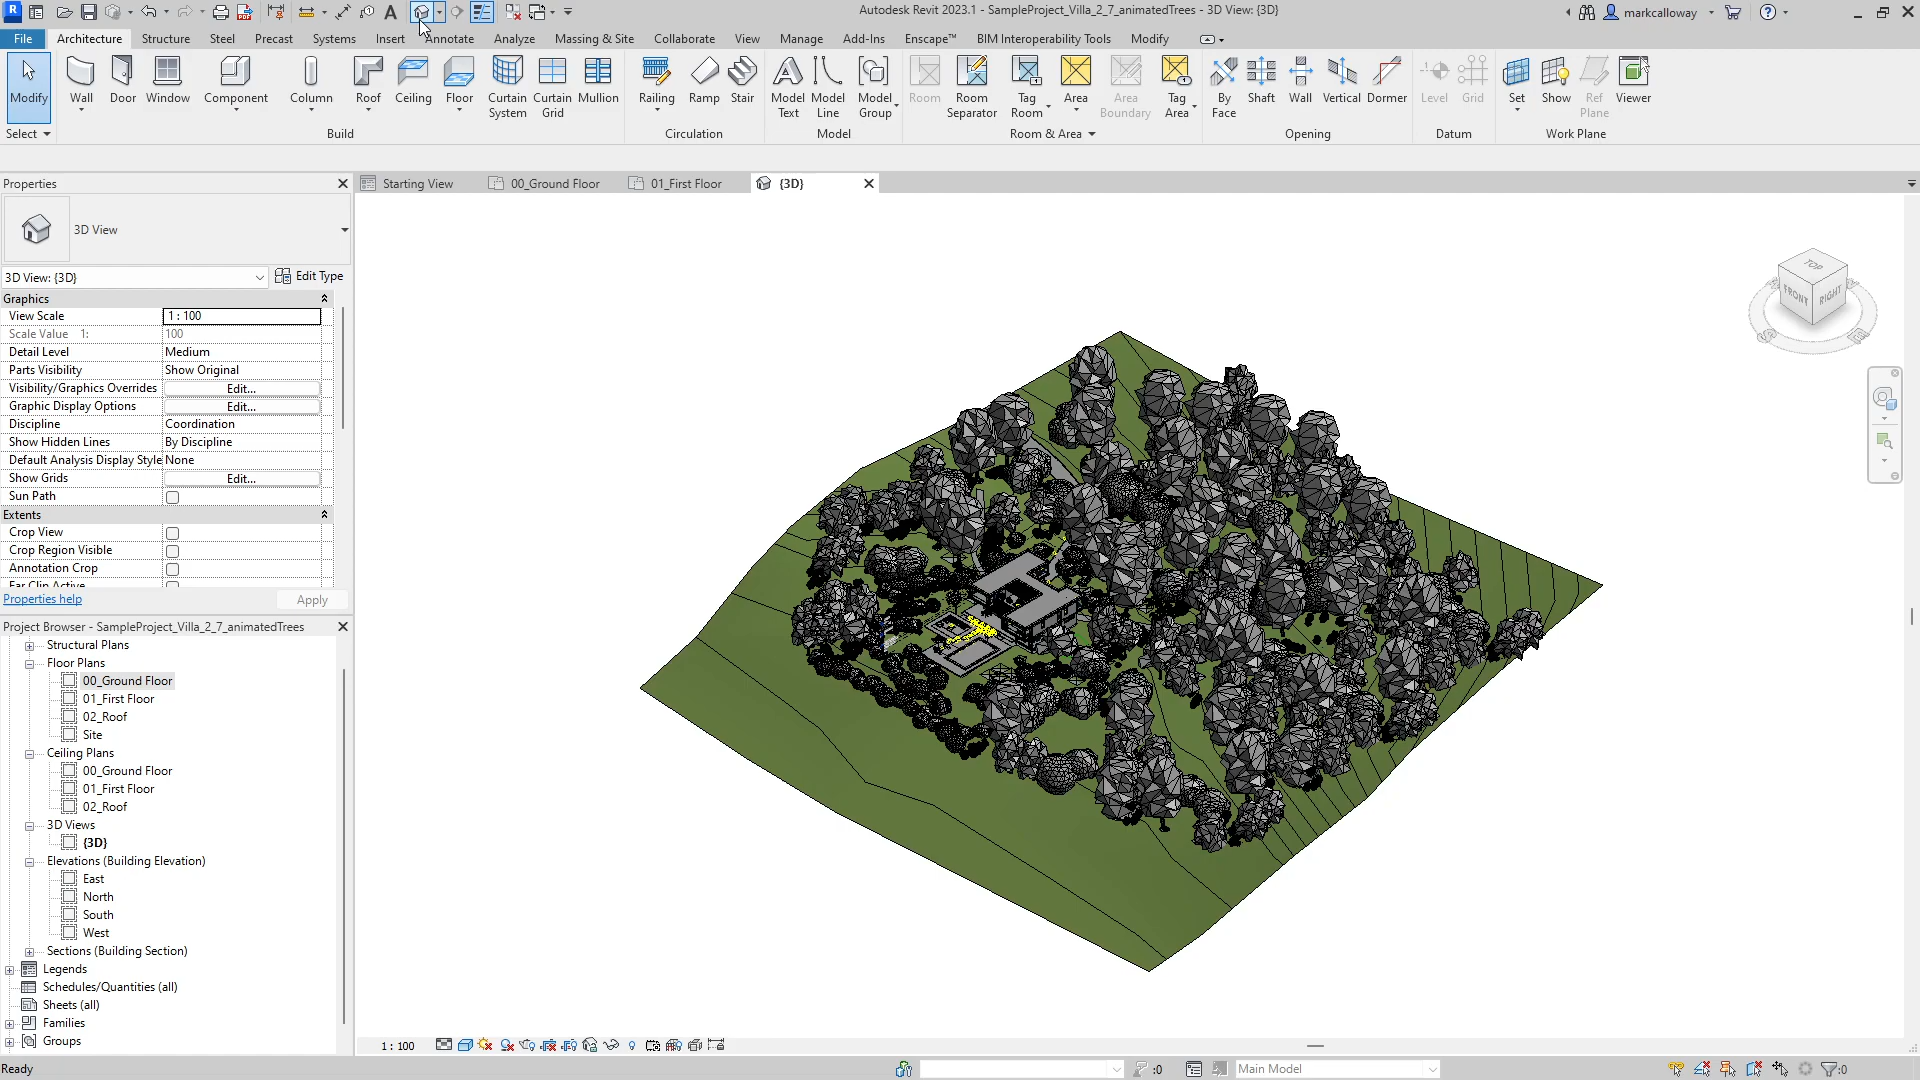 Autodesk Revit 2023.1 - SampleProject_Villa_2_7_animatedTrees - 3D View: {3D}
markcalloway
File Architecture Structure Steel Precast Systems Insert Annotate Analyze Massing & Site Collaborate View Manage Add-Ins Enscape™ BIM Interoperability Tools Modify
Modify Wall Door Window Component Column Roof Ceiling Floor Curtain System Curtain Grid Mullion Railing Ramp Stair Model Text Model Line Model Group Room Room Separator Tag Room Area Area Boundary Tag Area By Face Shaft Wall Vertical Dormer Level Grid Set Show Ref Plane Viewer
Select Build Circulation Model Room & Area Opening Datum Work Plane
Properties
Starting View 00_Ground Floor 01_First Floor {3D}
3D View
3D View: {3D} Edit Type
Graphics
View Scale 1 : 100
Scale Value 1: 100
Detail Level Medium
Parts Visibility Show Original
Visibility/Graphics Overrides Edit...
Graphic Display Options Edit...
Discipline Coordination
Show Hidden Lines By Discipline
Default Analysis Display Style None
Show Grids Edit...
Sun Path
Extents
Crop View
Crop Region Visible
Annotation Crop
Far Clip Active
Properties help Apply
TOP
FRONT RIGHT
Project Browser - SampleProject_Villa_2_7_animatedTrees
Structural Plans
Floor Plans
00_Ground Floor
01_First Floor
02_Roof
Site
Ceiling Plans
00_Ground Floor
01_First Floor
02_Roof
3D Views
{3D}
Elevations (Building Elevation)
East
North
South
West
Sections (Building Section)
Legends
Schedules/Quantities (all)
Sheets (all)
Families
Groups
1 : 100
Ready
:0
Main Model
:0